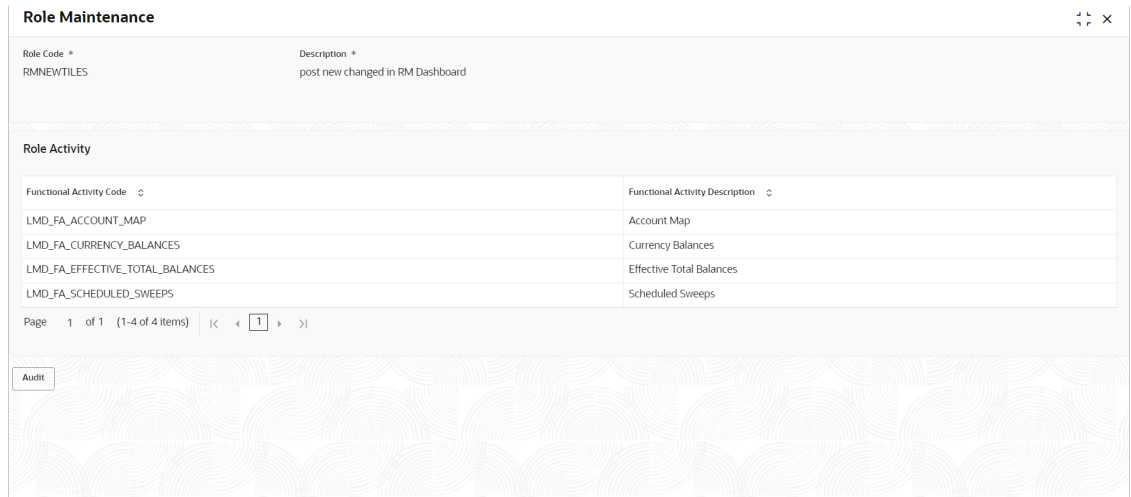 Role Maintenance
Role Code *
Description *
RMNEWTILES
post new changed in RM Dashboard
Role Activity
Functional Activity Code
Functional Activity Description
LMD_FA_ACCOUNT_MAP
Account Map
LMD_FA_CURRENCY_BALANCES
Currency Balances
LMD_FA_EFFECTIVE_TOTAL_BALANCES
Effective Total Balances
LMD_FA_SCHEDULED_SWEEPS
Scheduled Sweeps
Page 1 of 1 (1-4 of 4 items) 1
Audit